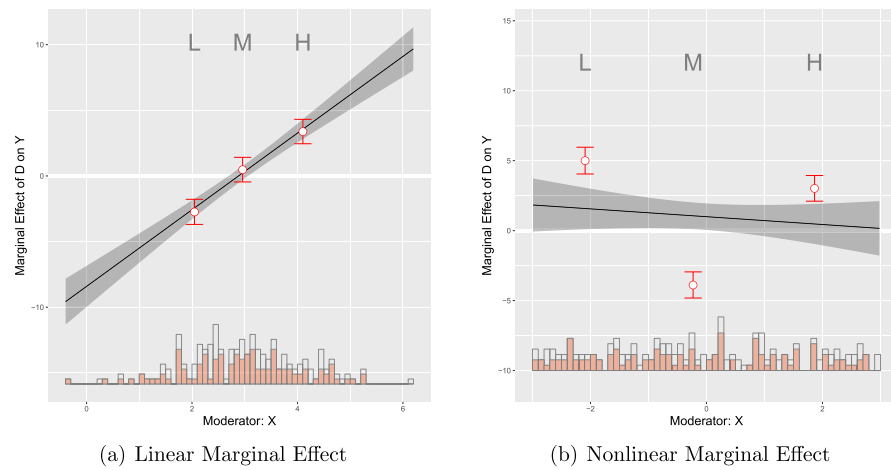 L M H
10
0
−10
Marginal Effect of D on Y
0 2 4 6
Moderator: X
(a) Linear Marginal Effect
L M H
15
10
5
0
−5
−10
Marginal Effect of D on Y
−2 0 2
Moderator: X
(b) Nonlinear Marginal Effect